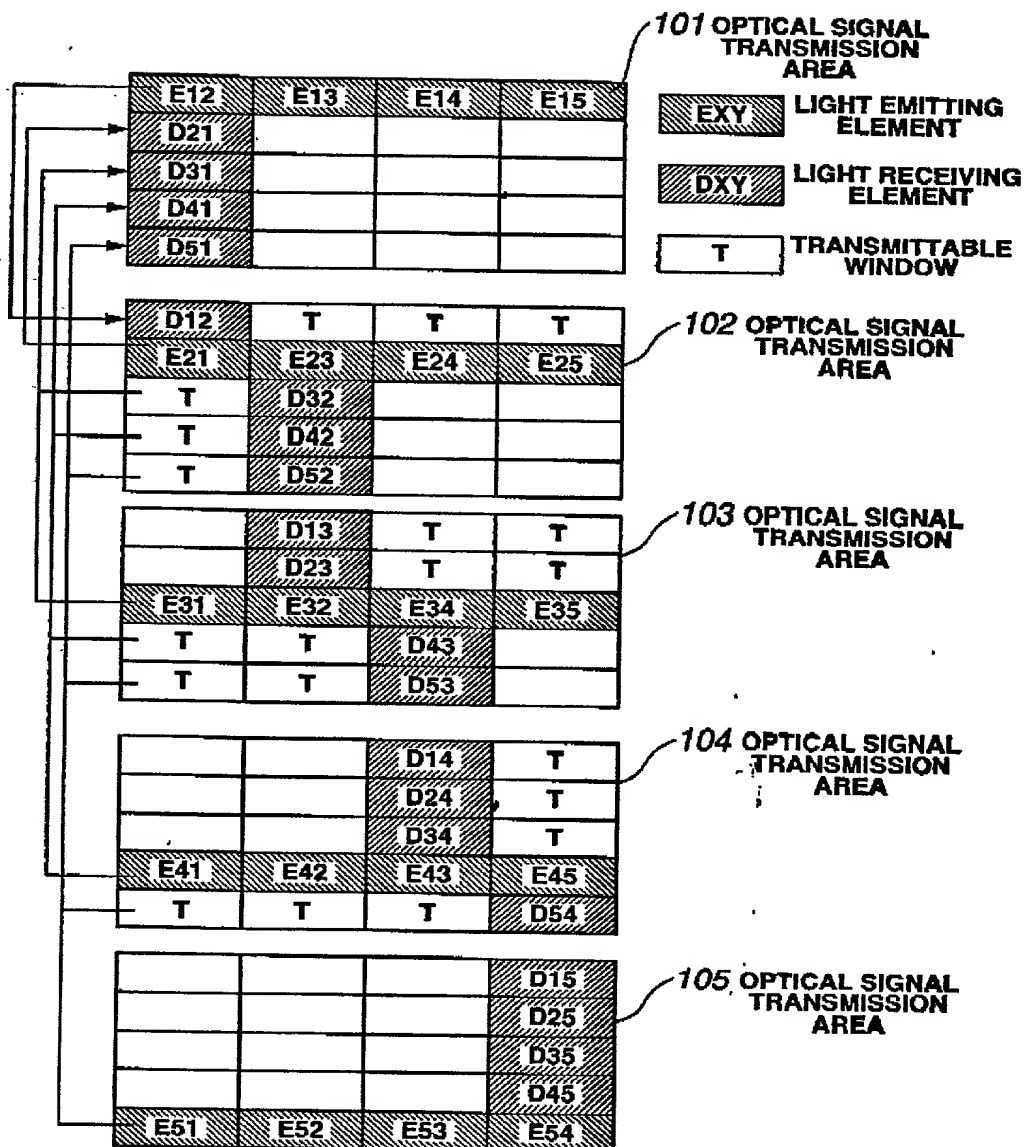 101 OPTICAL SIGNAL
TRANSMISSION
AREA
E12 E13 E14 E15
EXY LIGHT EMITTING
ELEMENT
D21
D31
DXY LIGHT RECEIVING
ELEMENT
D41
D51
T TRANSMITTABLE
WINDOW
D12 T T T
102 OPTICAL SIGNAL
TRANSMISSION
AREA
E21 E23 E24 E25
T D32
T D42
T D52
103 OPTICAL SIGNAL
TRANSMISSION
AREA
D13 T T
D23 T T
E31 E32 E34 E35
T T D43
T T D53
104 OPTICAL SIGNAL
TRANSMISSION
AREA
D14 T
D24 T
D34 T
E41 E42 E43 E45
T T T D54
105 OPTICAL SIGNAL
TRANSMISSION
AREA
D15
D25
D35
D45
E51 E52 E53 E54